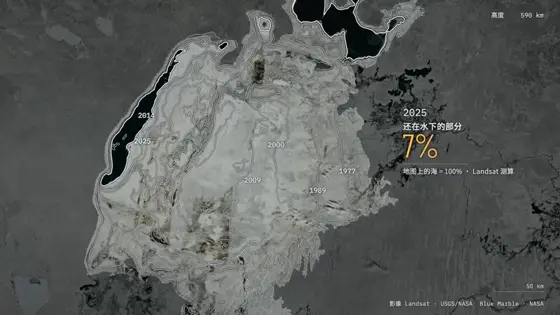 高度 590 km
2025
还在水下的部分
7%
地图上的海 = 100% · Landsat 测算
2014
2025
2000
1977
2009
1989
50 km
影像 Landsat · USGS/NASA Blue Marble · NASA